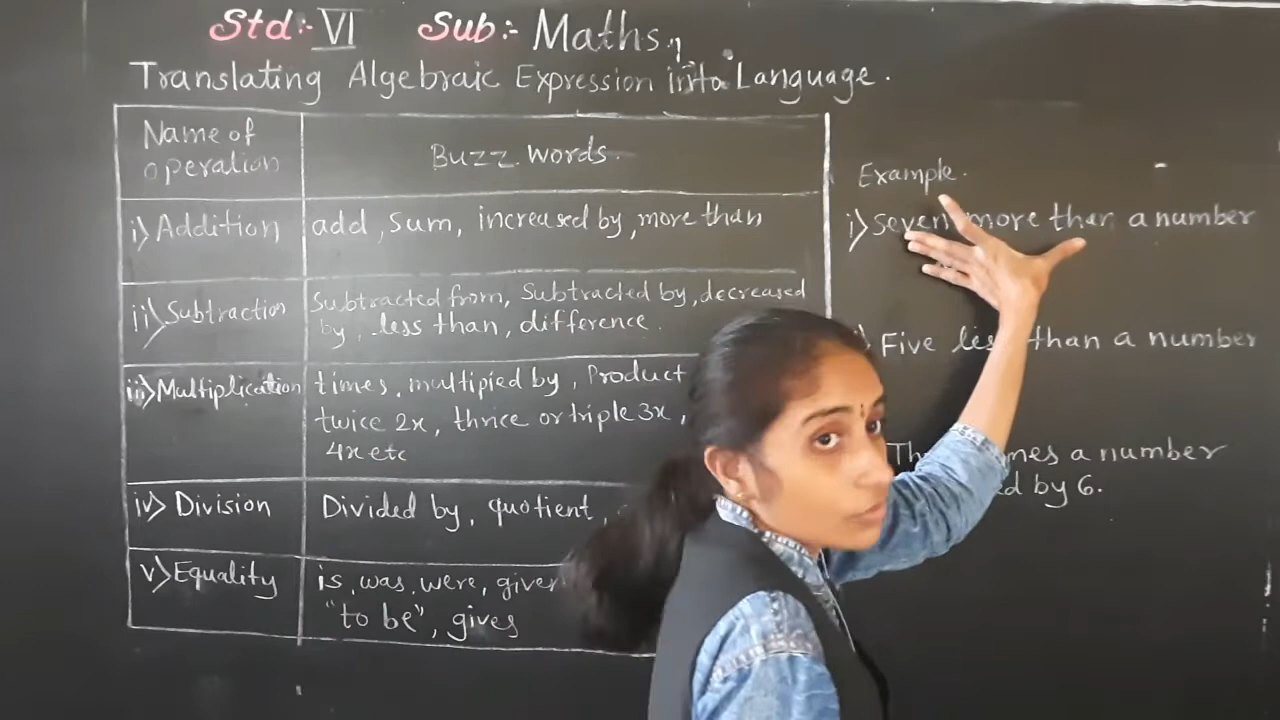 Std:- VI Sub:- Maths.
Translating Algebraic Expression into Language.
Name of
operation
Buzz words.
i) Addition
add, sum, increased by, more than
ii) Subtraction
Subtracted from, Subtracted by, decreased
by, less than, difference.
iii) Multiplication
times, multipied by, Product
twice 2x, thrice or triple 3x,
4x etc
iv) Division
Divided by, quotient,
v) Equality
is, was, were, given
"to be", gives
Example.
i) Seven more than a number
Five less than a number
times a number
by 6.